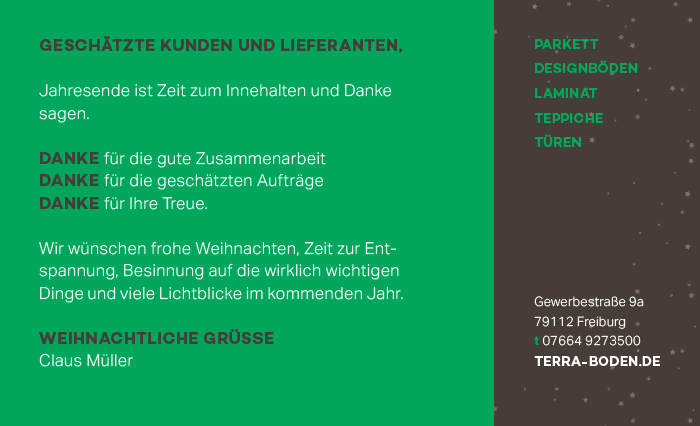 GESCHÄTZTE KUNDEN UND LIEFERANTEN,
Jahresende ist Zeit zum Innehalten und Danke
sagen.
DANKE für die gute Zusammenarbeit
DANKE für die geschätzten Aufträge
DANKE für Ihre Treue.
Wir wünschen frohe Weihnachten, Zeit zur Ent-
spannung, Besinnung auf die wirklich wichtigen
Dinge und viele Lichtblicke im kommenden Jahr.
WEIHNACHTLICHE GRÜSSE
Claus Müller
PARKETT
DESIGNBÖDEN
LAMINAT
TEPPICHE
TÜREN
Gewerbestraße 9a
79112 Freiburg
t 07664 9273500
TERRA-BODEN.DE